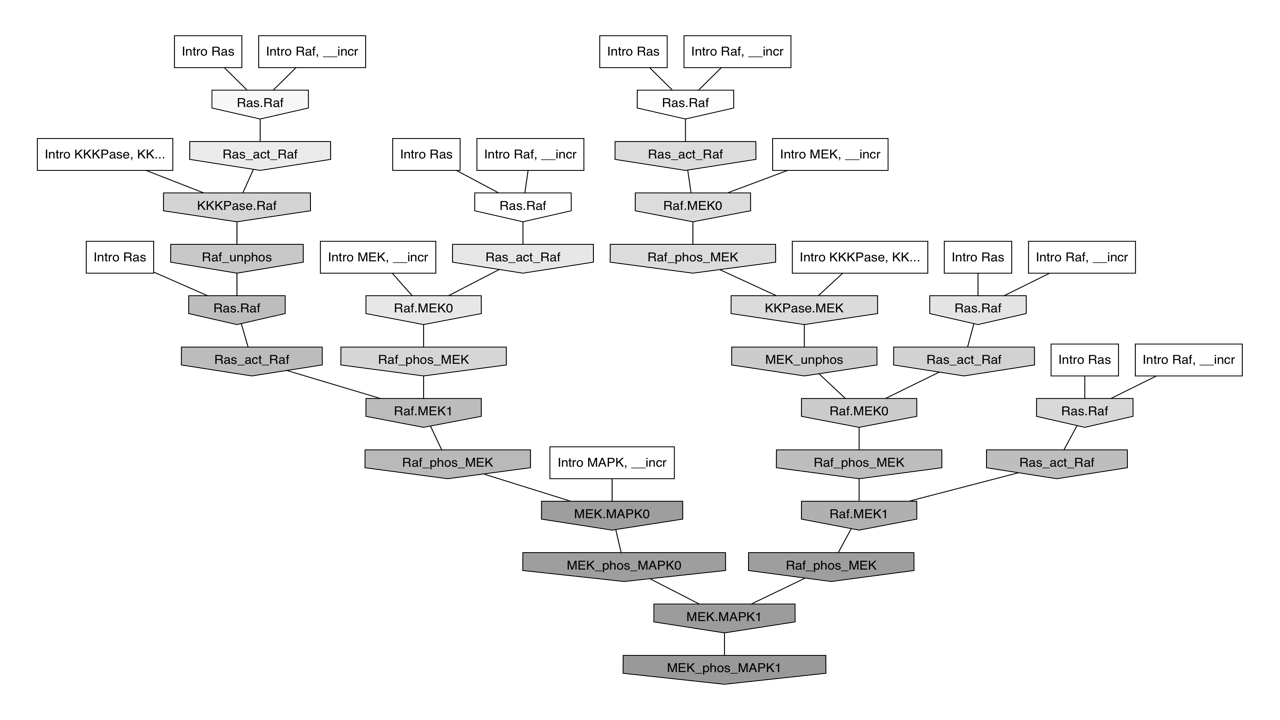 Intro Ras
Intro Raf, __incr
Intro Ras
Intro Raf, __incr
Ras.Raf
Ras.Raf
Intro KKKPase, KK...
Ras_act_Raf
Intro Ras
Intro Raf, __incr
Ras_act_Raf
Intro MEK, __incr
KKKPase.Raf
Ras.Raf
Raf.MEK0
Intro Ras
Raf_unphos
Intro MEK, __incr
Ras_act_Raf
Raf_phos_MEK
Intro KKKPase, KK...
Intro Ras
Intro Raf, __incr
Ras.Raf
Raf.MEK0
KKPase.MEK
Ras.Raf
Ras_act_Raf
Raf_phos_MEK
MEK_unphos
Ras_act_Raf
Intro Ras
Intro Raf, __incr
Raf.MEK1
Raf.MEK0
Ras.Raf
Raf_phos_MEK
Intro MAPK, __incr
Raf_phos_MEK
Ras_act_Raf
MEK.MAPK0
Raf.MEK1
MEK_phos_MAPK0
Raf_phos_MEK
MEK.MAPK1
MEK_phos_MAPK1